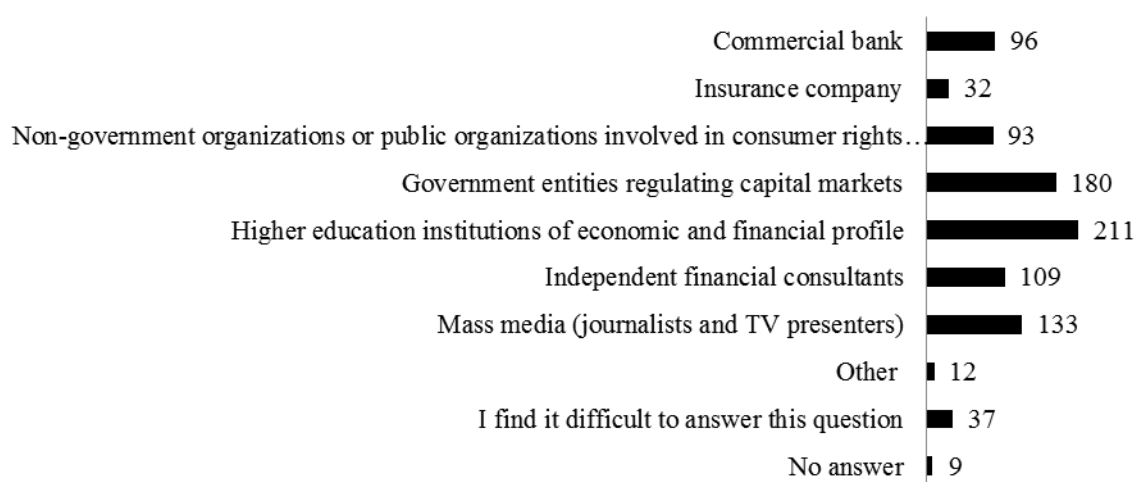 Commercial bank 96
Insurance company 32
Non-government organizations or public organizations involved in consumer rights… 93
Government entities regulating capital markets 180
Higher education institutions of economic and financial profile 211
Independent financial consultants 109
Mass media (journalists and TV presenters) 133
Other 12
I find it difficult to answer this question 37
No answer 9